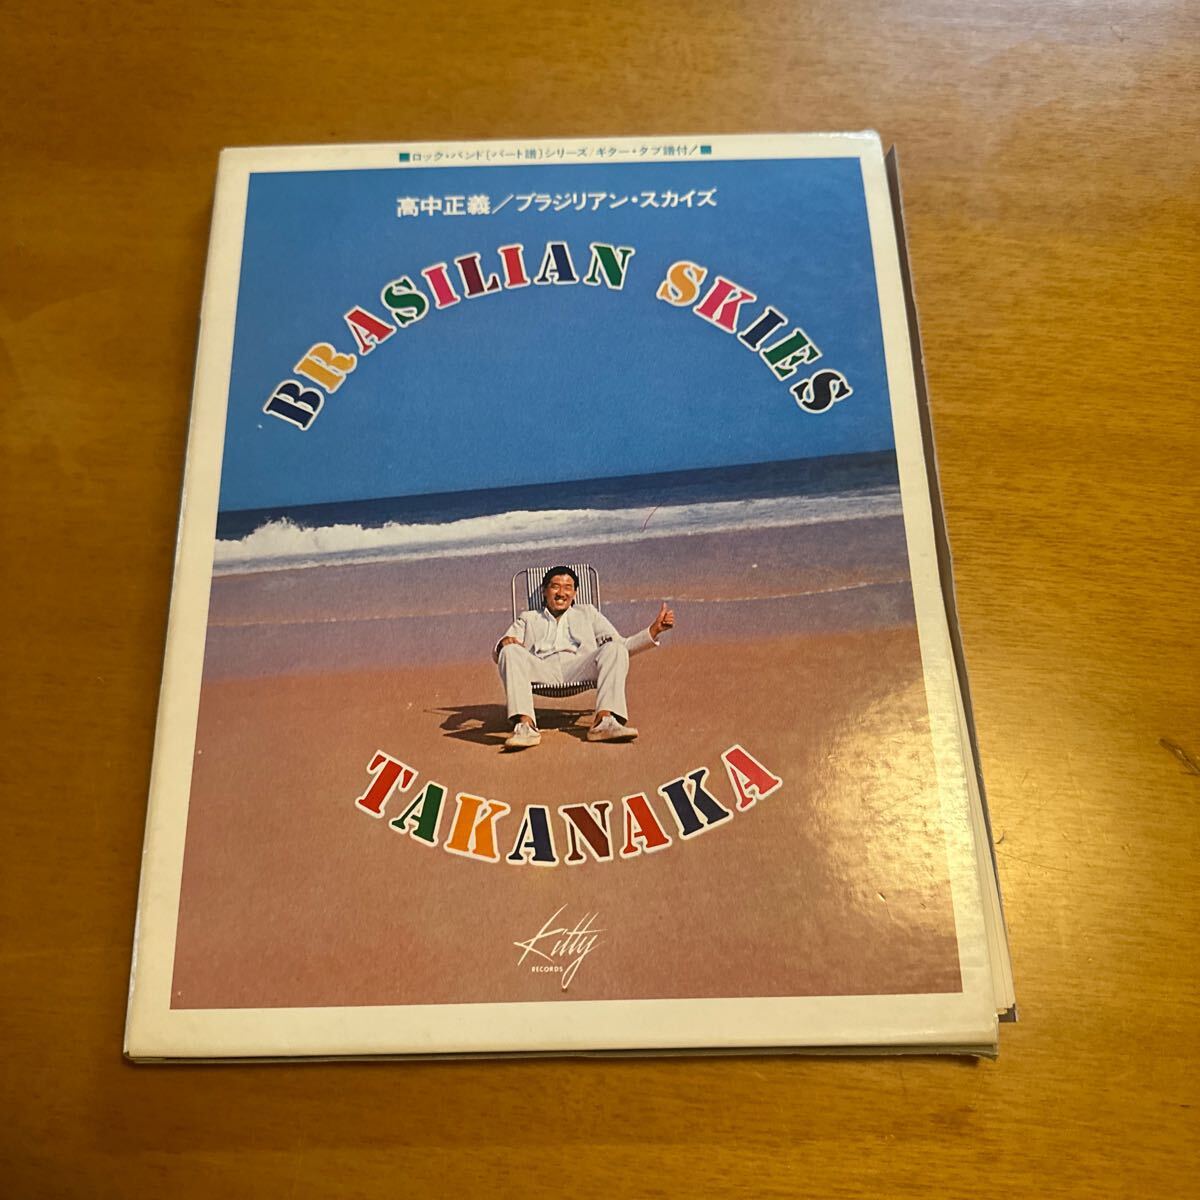 ■ロック・バンド〔パート譜〕シリーズ/ギター・タブ譜付！■
高中正義／ブラジリアン・スカイズ
BRASILIAN SKIES
TAKANAKA
Kitty
RECORDS